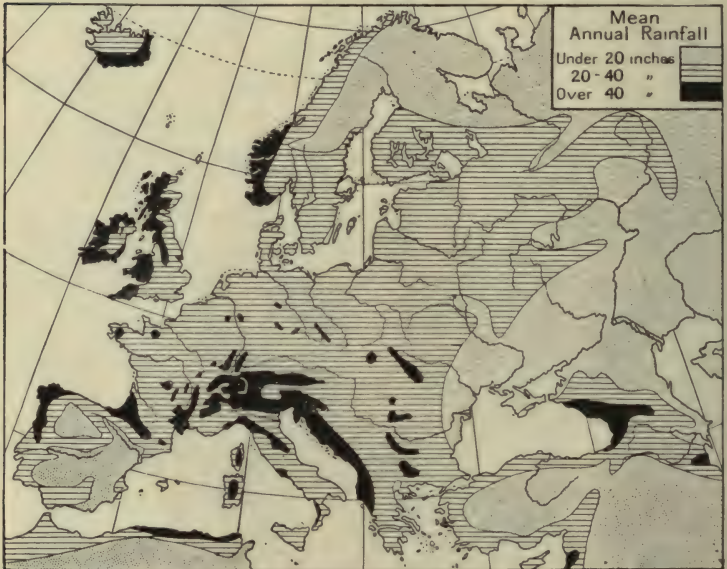 Mean
Annual Rainfall
Under 20 inches
20-40 "
Over 40 "